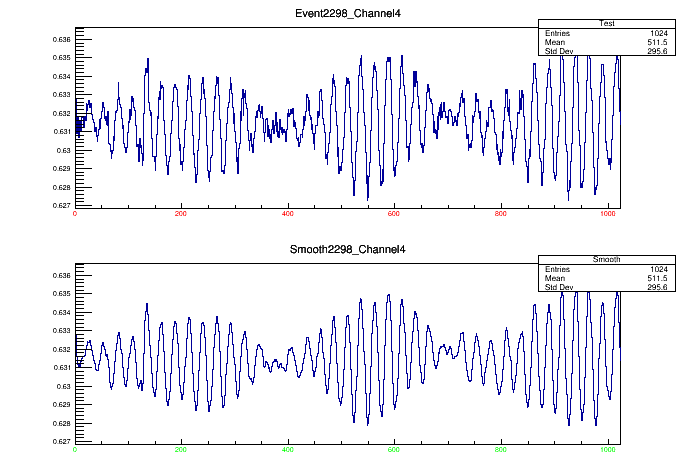 Event2298_Channel4
Test
Entries 1024
Mean 511.5
Std Dev 295.6
0.636
0.635
0.634
0.633
0.632
0.631
0.63
0.629
0.628
0.627
0 200 400 600 800 1000
Smooth2298_Channel4
Smooth
Entries 1024
Mean 511.5
Std Dev 295.6
0.636
0.635
0.634
0.633
0.632
0.631
0.63
0.629
0.628
0.627
0 200 400 600 800 1000